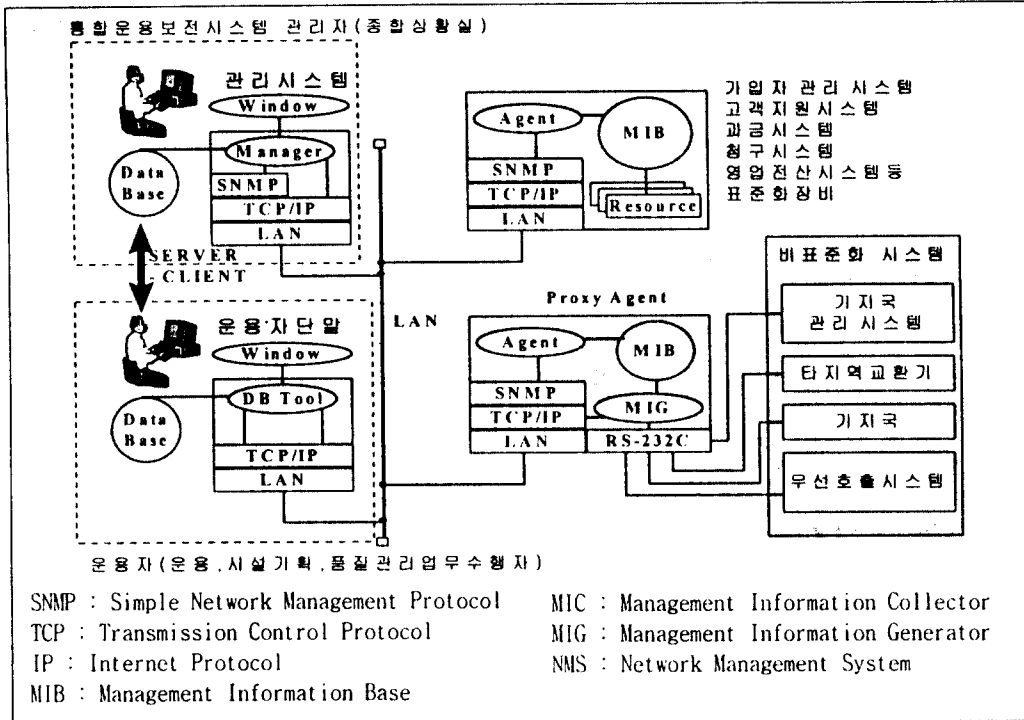 통합운용보전시스템 관리자(종합상황실)
관리시스템
Window
Manager
Data
Base
SNMP
TCP/IP
LAN
SERVER
CLIENT
운용자단말
Window
DB Tool
Data
Base
TCP/IP
LAN
운용자(운용,시설기획,품질관리업무수행자)
LAN
Agent
MIB
SNMP
TCP/IP
LAN
Resource
가입자 관리 시스템
고객지원시스템
과금시스템
청구시스템
영업전산시스템등
표준화장비
Proxy Agent
Agent
MIB
SNMP
TCP/IP
MIG
LAN
RS-232C
비표준화 시스템
기지국
관리 시스템
타지역교환기
기지국
무선호출시스템
SNMP : Simple Network Management Protocol
TCP : Transmission Control Protocol
IP : Internet Protocol
MIB : Management Information Base
MIC : Management Information Collector
MIG : Management Information Generator
NMS : Network Management System